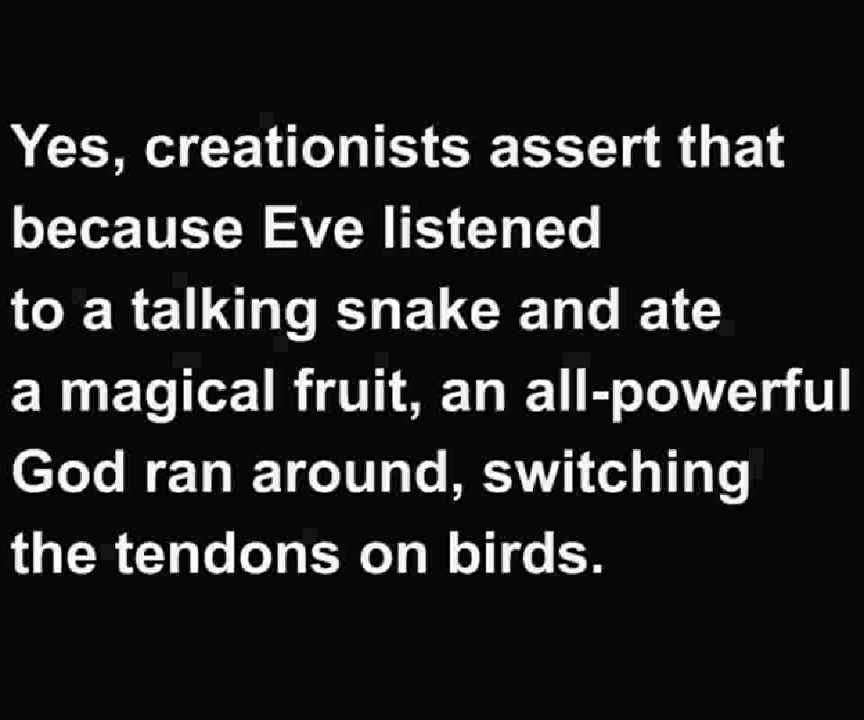 Yes, creationists assert that
because Eve listened
to a talking snake and ate
a magical fruit, an all-powerful
God ran around, switching
the tendons on birds.